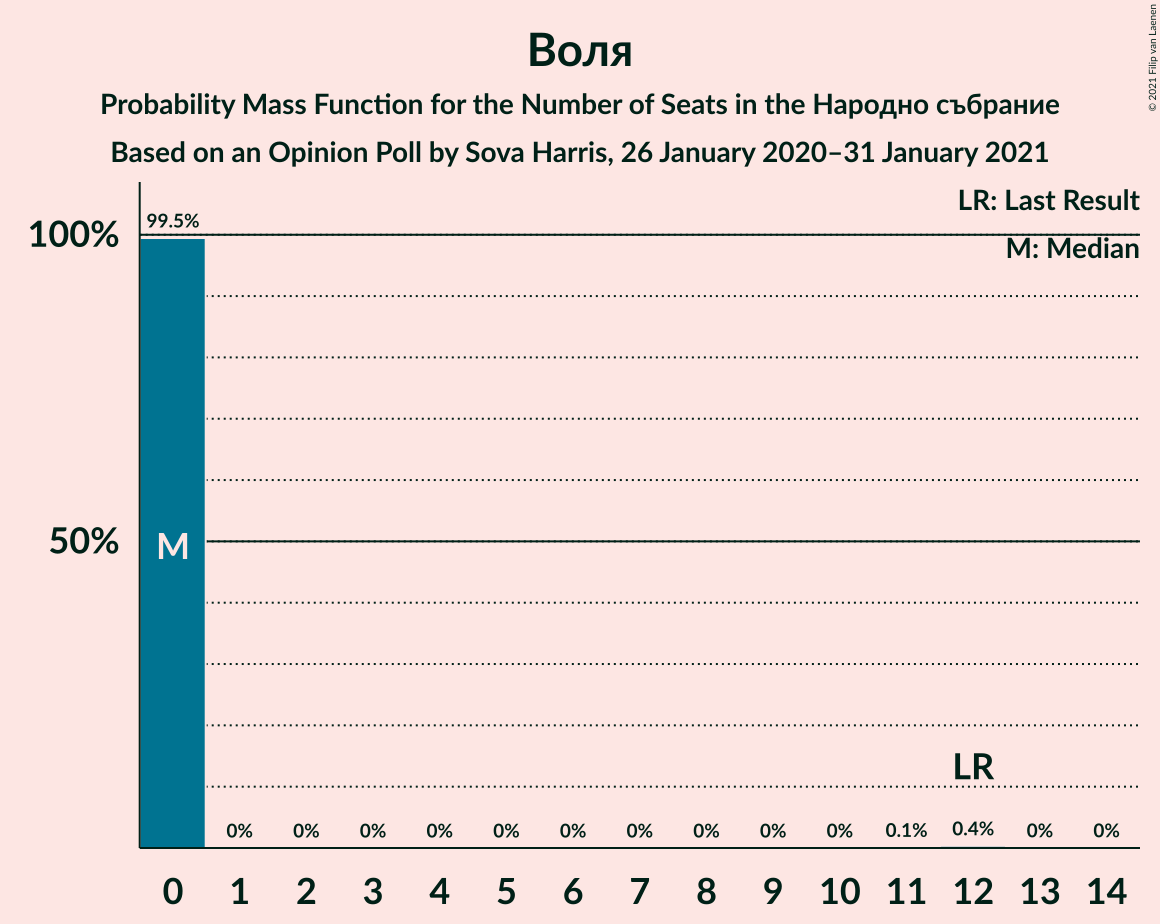 Воля
Probability Mass Function for the Number of Seats in the Народно събрание
Based on an Opinion Poll by Sova Harris, 26 January 2020–31 January 2021
© 2021 Filip van Laenen
LR: Last Result
M: Median
100%
50%
99.5%
M
0% 0% 0% 0% 0% 0% 0% 0% 0% 0% 0.1% 0.4% 0% 0%
LR
0 1 2 3 4 5 6 7 8 9 10 11 12 13 14